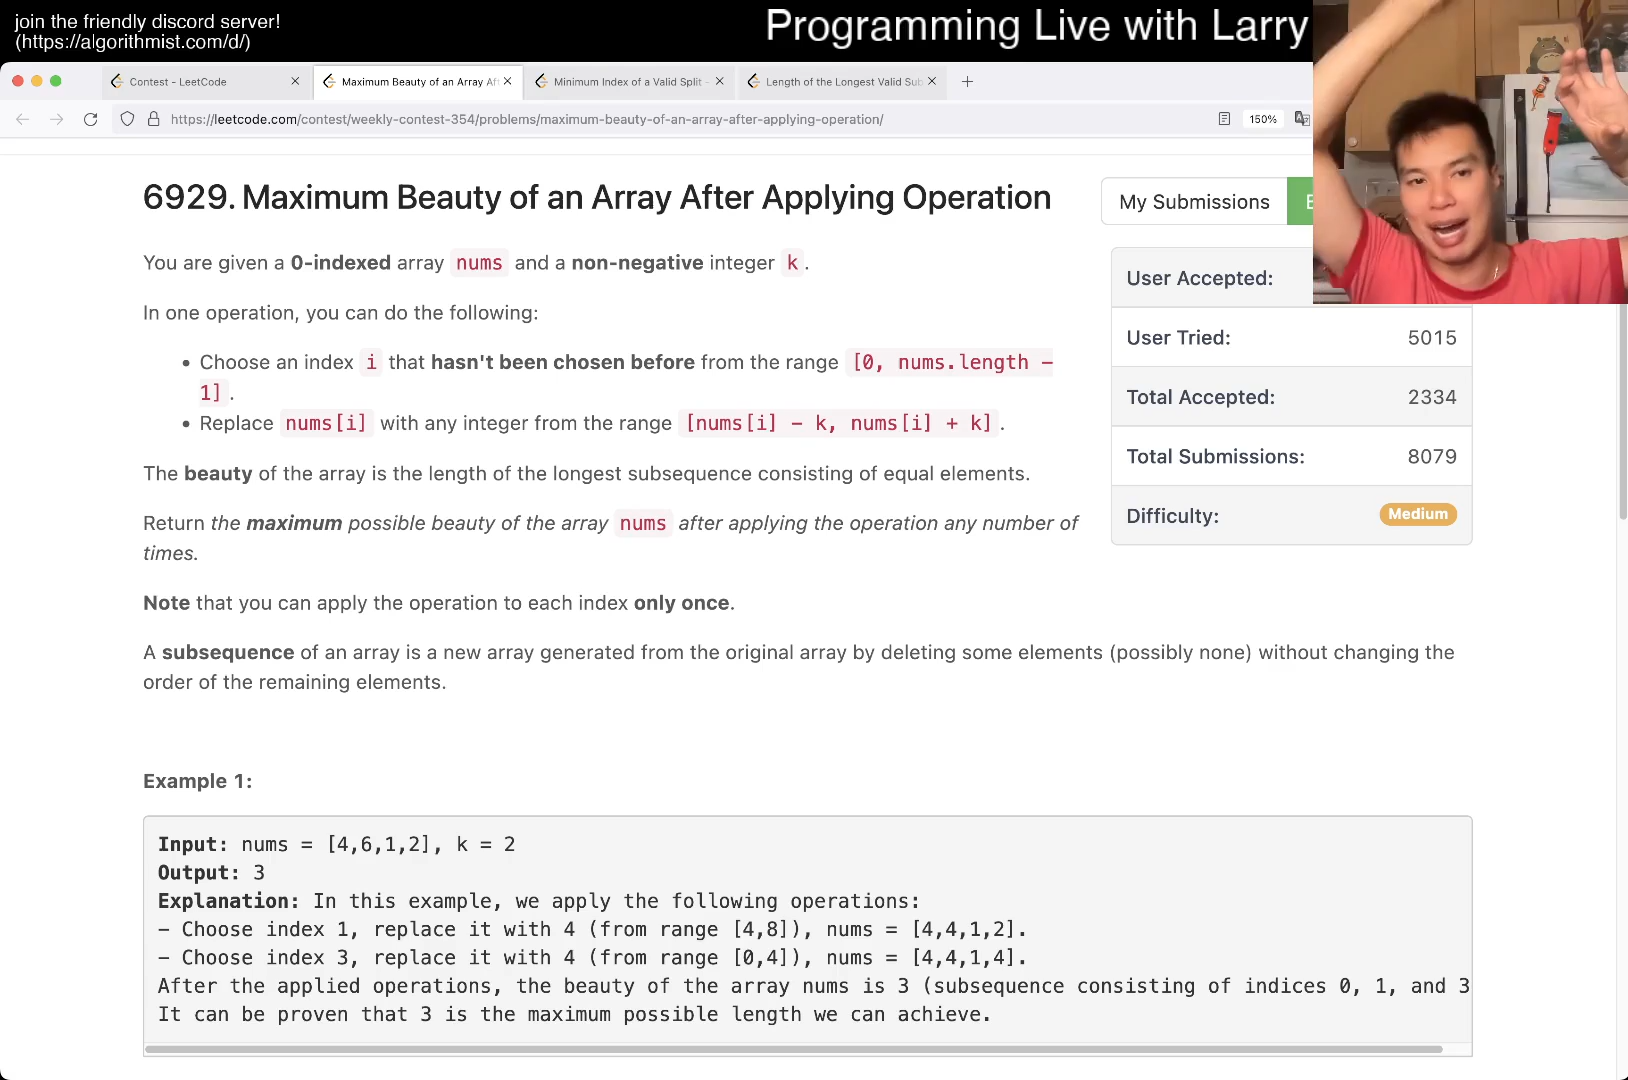 join the friendly discord server!
(https://algorithmist.com/d/)
Programming Live with Larry
Contest - LeetCode
Maximum Beauty of an Array Aft
Minimum Index of a Valid Split -
Length of the Longest Valid Sub
https://leetcode.com/contest/weekly-contest-354/problems/maximum-beauty-of-an-array-after-applying-operation/
150%
6929. Maximum Beauty of an Array After Applying Operation
My Submissions
E
You are given a 0-indexed array nums and a non-negative integer k.
In one operation, you can do the following:
• Choose an index i that hasn't been chosen before from the range [0, nums.length -
1].
• Replace nums[i] with any integer from the range [nums[i] - k, nums[i] + k].
The beauty of the array is the length of the longest subsequence consisting of equal elements.
Return the maximum possible beauty of the array nums after applying the operation any number of
times.
Note that you can apply the operation to each index only once.
A subsequence of an array is a new array generated from the original array by deleting some elements (possibly none) without changing the
order of the remaining elements.
User Accepted:
User Tried: 5015
Total Accepted: 2334
Total Submissions: 8079
Difficulty: Medium
Example 1:
Input: nums = [4,6,1,2], k = 2
Output: 3
Explanation: In this example, we apply the following operations:
- Choose index 1, replace it with 4 (from range [4,8]), nums = [4,4,1,2].
- Choose index 3, replace it with 4 (from range [0,4]), nums = [4,4,1,4].
After the applied operations, the beauty of the array nums is 3 (subsequence consisting of indices 0, 1, and 3
It can be proven that 3 is the maximum possible length we can achieve.